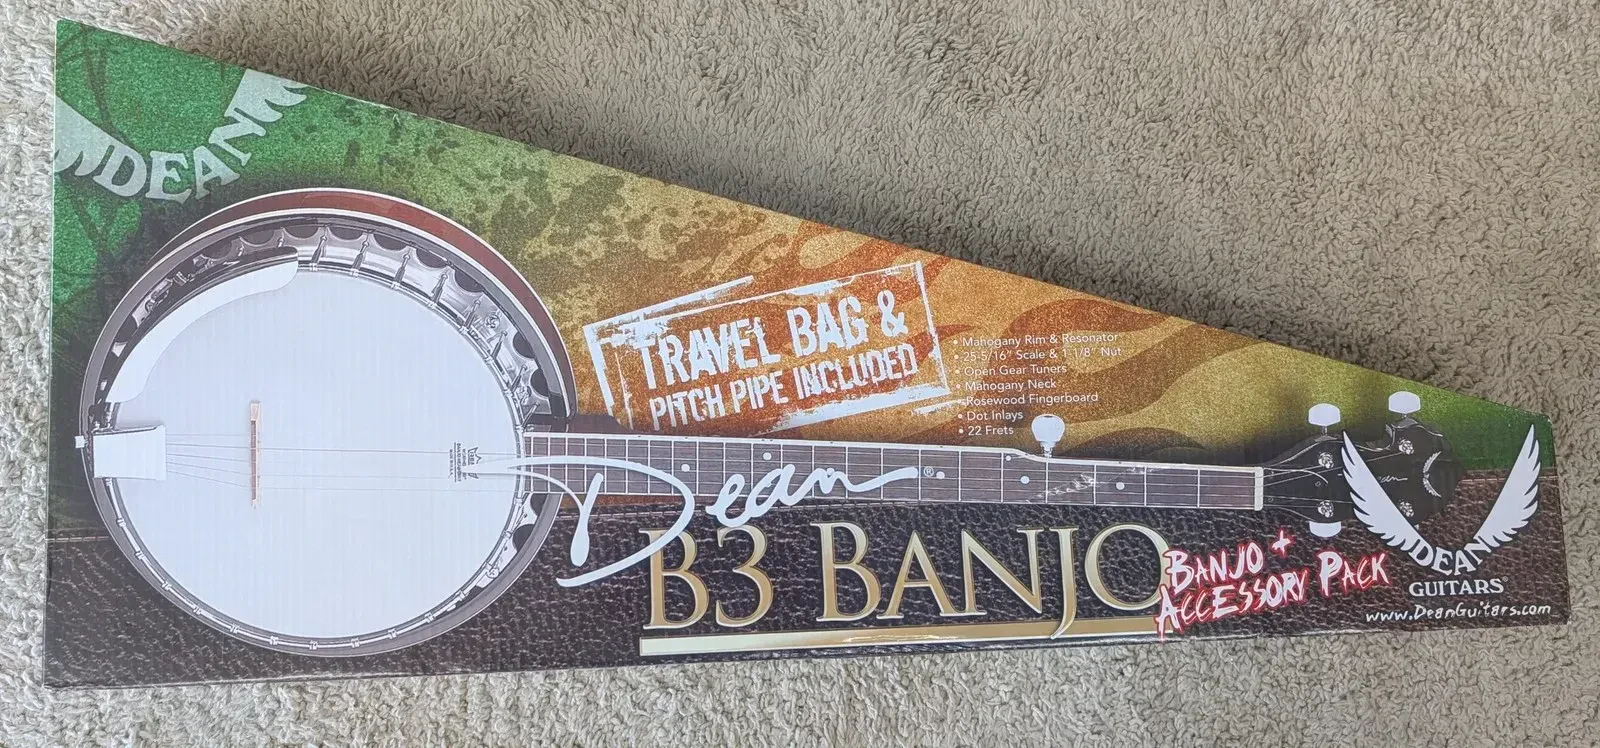 DEAN
TRAVEL BAG &
PITCH PIPE INCLUDED
• Mahogany Rim & Resonator
• 25-5/16" Scale & 1 1/8" Nut
• Open Gear Tuners
• Mahogany Neck
• Rosewood Fingerboard
• Dot Inlays
• 22 Frets
Dean®
B3 BANJO
BANJO +
ACCESSORY PACK
DEAN
GUITARS
www.DeanGuitars.com